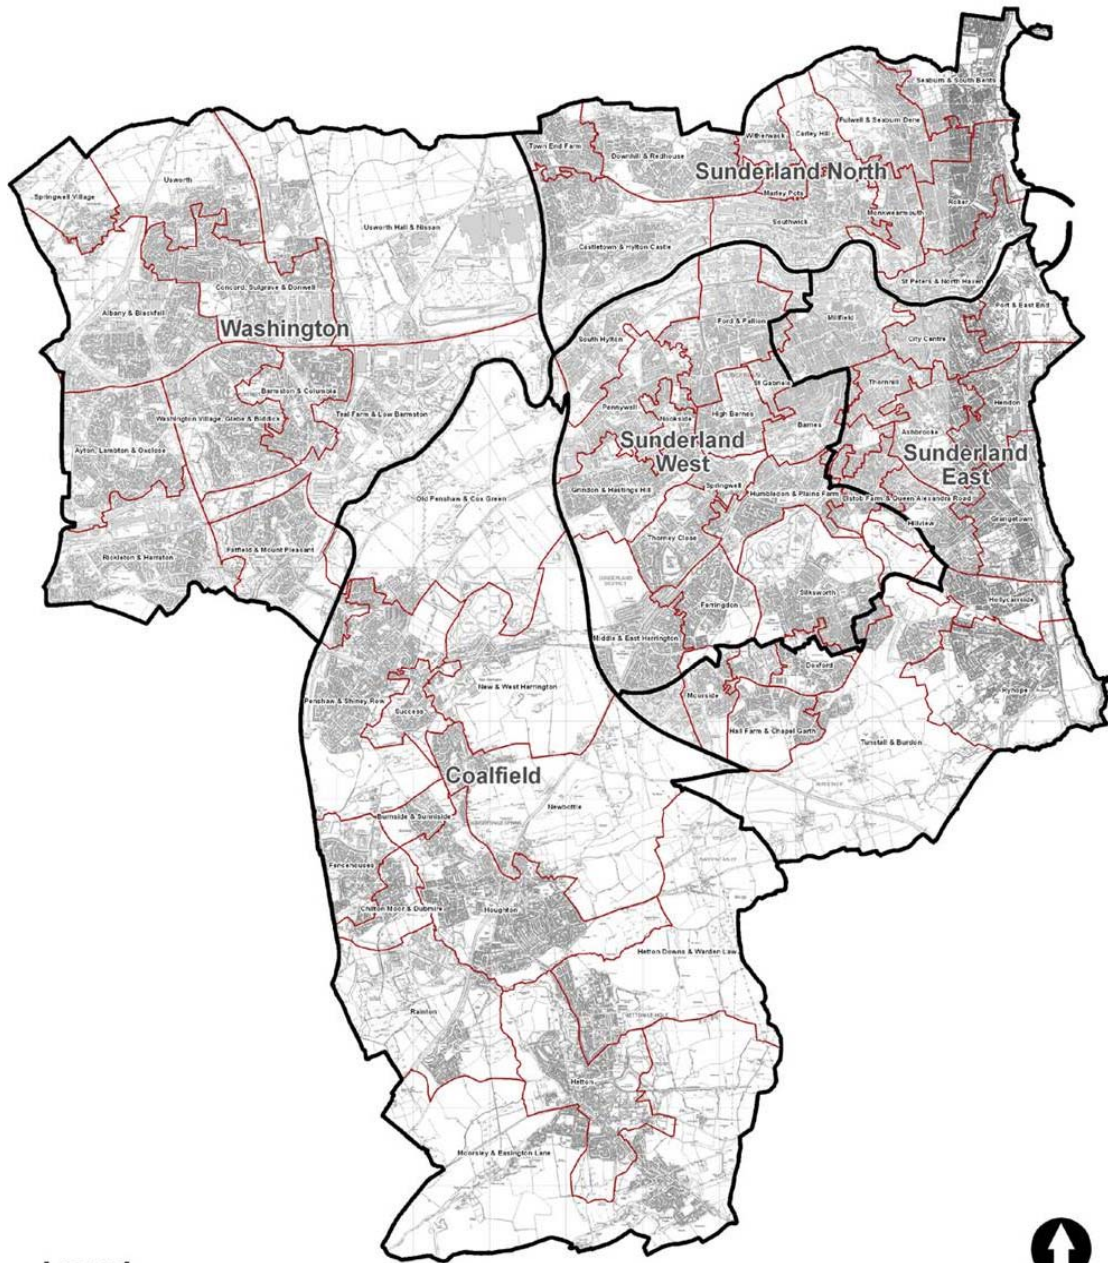 Seaburn & South Bents
Fulwell & Seaburn Dene
Carley Hill
Witherwack
Town End Farm
Downhill & Redhouse
Sunderland North
Usworth
Marley Pots
Springwell Village
Roker
Monkwearmouth
Southwick
Usworth Hall & Nissan
Castletown & Hylton Castle
St Peters & North Haven
Concord, Sulgrave & Donwell
Port & East End
Albany & Blackfell
Millfield
Ford & Pallion
Washington
South Hylton
City Centre
St Gabriels
Thornhill
Barmston & Columbia
Hendon
Pennywell
Teal Farm & Low Barmston
High Barnes
Washington Village, Glebe & Biddick
Nookside
Barnes
Ashbrooke
Sunderland
West
Sunderland
East
Ayton, Lambton & Oxclose
Springwell
Grindon & Hastings Hill
Humbledon & Plains Farm
Old Penshaw & Cox Green
Elstob Farm & Queen Alexandra Road
Grangetown
Hillview
Thorney Close
Fatfield & Mount Pleasant
Rickleton & Harraton
Silksworth
Hollycarrside
Farringdon
Middle & East Herrington
Doxford
New & West Herrington
Ryhope
Moorside
Penshaw & Shiney Row
Success
Hall Farm & Chapel Garth
Tunstall & Burdon
Coalfield
Newbottle
Burnside & Sunniside
Fencehouses
Chilton Moor & Dubmire
Houghton
Hetton Downs & Warden Law
Rainton
Hetton
Moorsley & Easington Lane